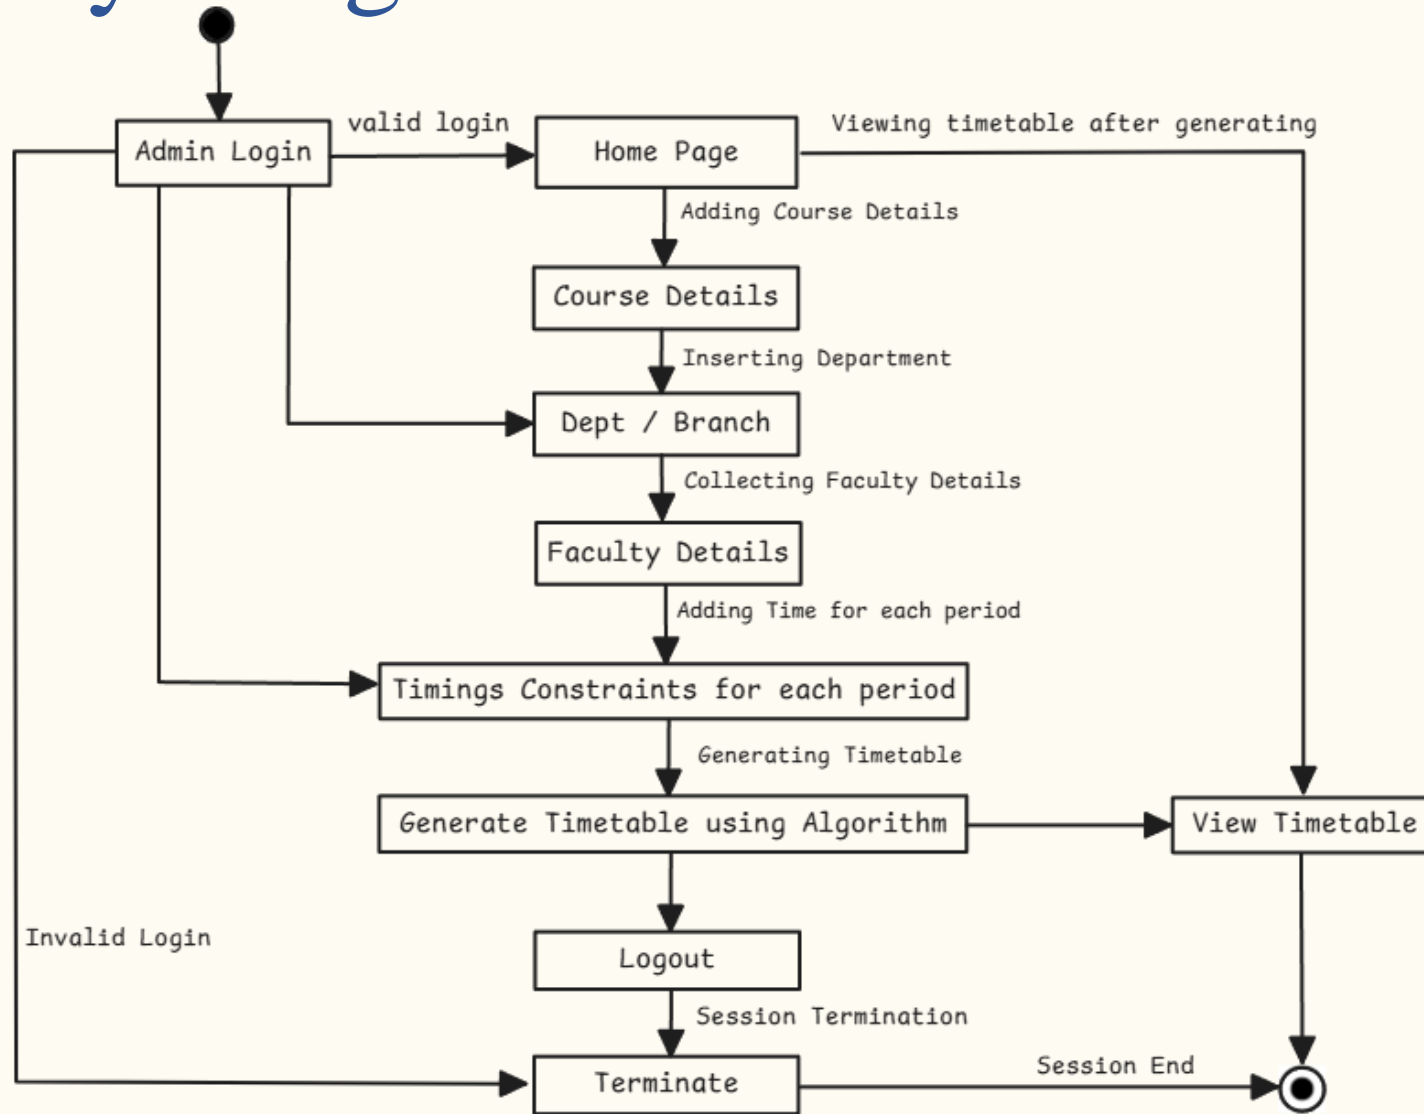 valid login
Viewing timetable after generating
Admin Login
Home Page
Adding Course Details
Course Details
Inserting Department
Dept / Branch
Collecting Faculty Details
Faculty Details
Adding Time for each period
Timings Constraints for each period
Generating Timetable
Generate Timetable using Algorithm
View Timetable
Invalid Login
Logout
Session Termination
Session End
Terminate